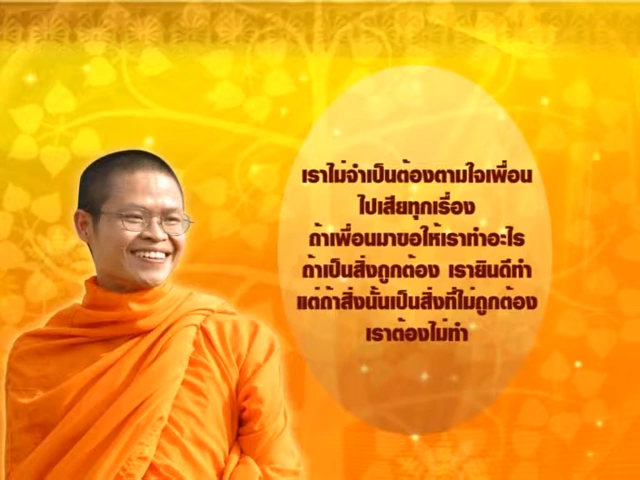 เราไม่จำเป็นต้องตามใจเพื่อน
ไปเสียทุกเรื่อง
ถ้าเพื่อนมาขอให้เราทำอะไร
ถ้าเป็นสิ่งถูกต้อง เรายินดีทำ
แต่ถ้าสิ่งนั้นเป็นสิ่งที่ไม่ถูกต้อง
เราต้องไม่ทำ